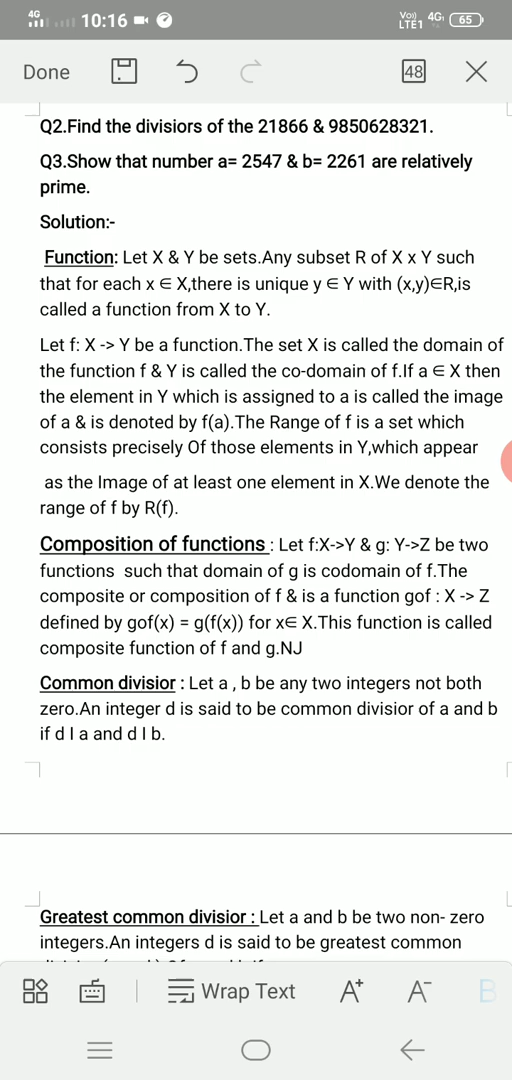 4G 10:16 Vo)) LTE1 4G 65
Done 48
Q2.Find the divisiors of the 21866 & 9850628321.
Q3.Show that number a= 2547 & b= 2261 are relatively
prime.
Solution:-
Function: Let X & Y be sets.Any subset R of X x Y such
that for each x ∈ X,there is unique y ∈ Y with (x,y)∈R,is
called a function from X to Y.
Let f: X -> Y be a function.The set X is called the domain of
the function f & Y is called the co-domain of f.If a ∈ X then
the element in Y which is assigned to a is called the image
of a & is denoted by f(a).The Range of f is a set which
consists precisely Of those elements in Y,which appear
as the Image of at least one element in X.We denote the
range of f by R(f).
Composition of functions : Let f:X->Y & g: Y->Z be two
functions such that domain of g is codomain of f.The
composite or composition of f & is a function gof : X -> Z
defined by gof(x) = g(f(x)) for x∈ X.This function is called
composite function of f and g.NJ
Common divisior : Let a , b be any two integers not both
zero.An integer d is said to be common divisior of a and b
if d I a and d I b.
Greatest common divisior : Let a and b be two non- zero
integers.An integers d is said to be greatest common
Wrap Text A+ A- B